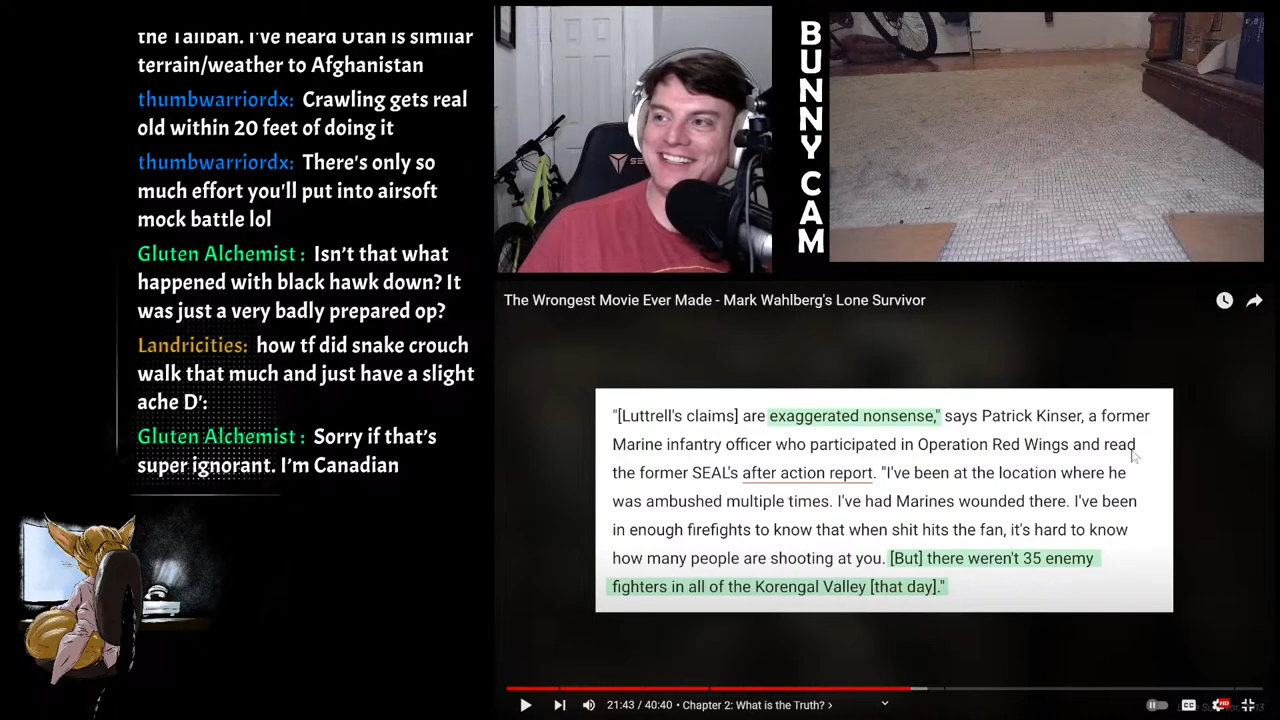 the Taliban. I've heard Utah is similar
terrain/weather to Afghanistan
thumbwarriordx: Crawling gets real
old within 20 feet of doing it
thumbwarriordx: There's only so
much effort you'll put into airsoft
mock battle lol
Gluten Alchemist : Isn't that what
happened with black hawk down? It
was just a very badly prepared op?
Landricities: how tf did snake crouch
walk that much and just have a slight
ache D':
Gluten Alchemist : Sorry if that's
super ignorant. I'm Canadian
BUNNY CAM
The Wrongest Movie Ever Made - Mark Wahlberg's Lone Survivor
"[Luttrell's claims] are exaggerated nonsense," says Patrick Kinser, a former
Marine infantry officer who participated in Operation Red Wings and read
the former SEAL's after action report. "I've been at the location where he
was ambushed multiple times. I've had Marines wounded there. I've been
in enough firefights to know that when shit hits the fan, it's hard to know
how many people are shooting at you. [But] there weren't 35 enemy
fighters in all of the Korengal Valley [that day]."
21:43 / 40:40 • Chapter 2: What is the Truth? ›
CC
HD